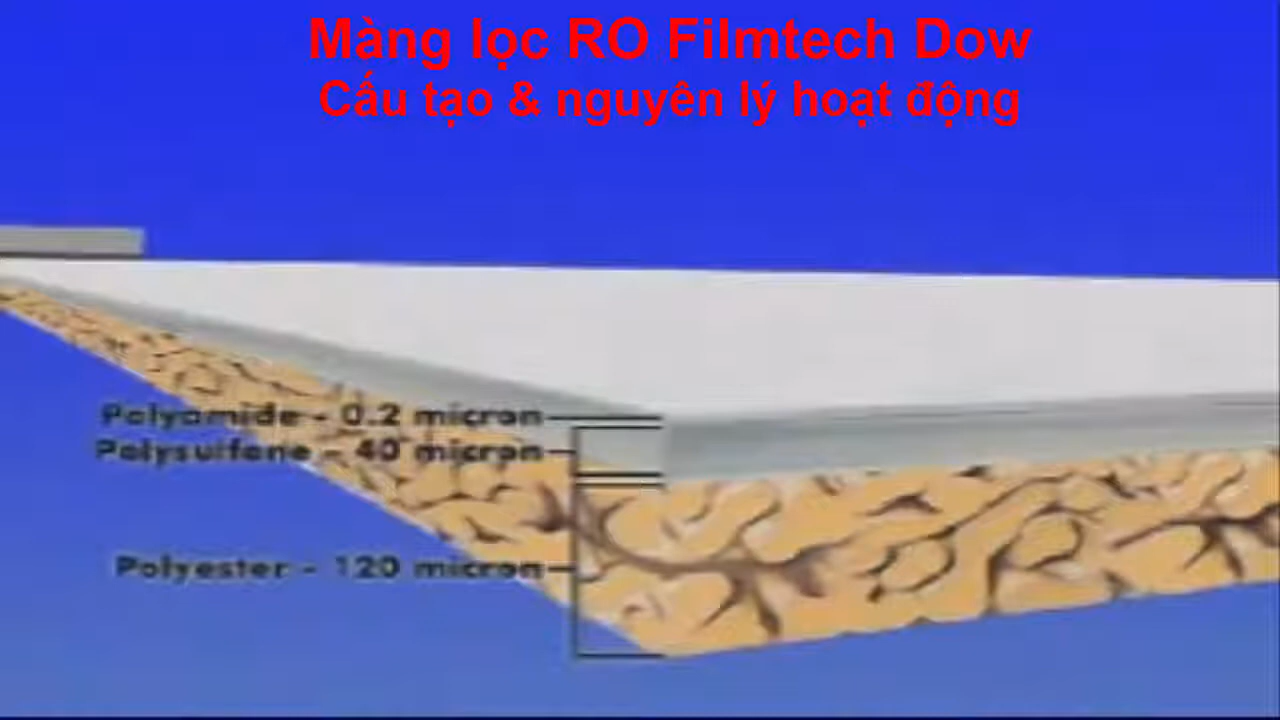 Màng lọc RO Filmtech Dow
Cấu tạo & nguyên lý hoạt động
Polyamide - 0.2 micron
Polysulfone - 40 micron
Polyester - 120 micron